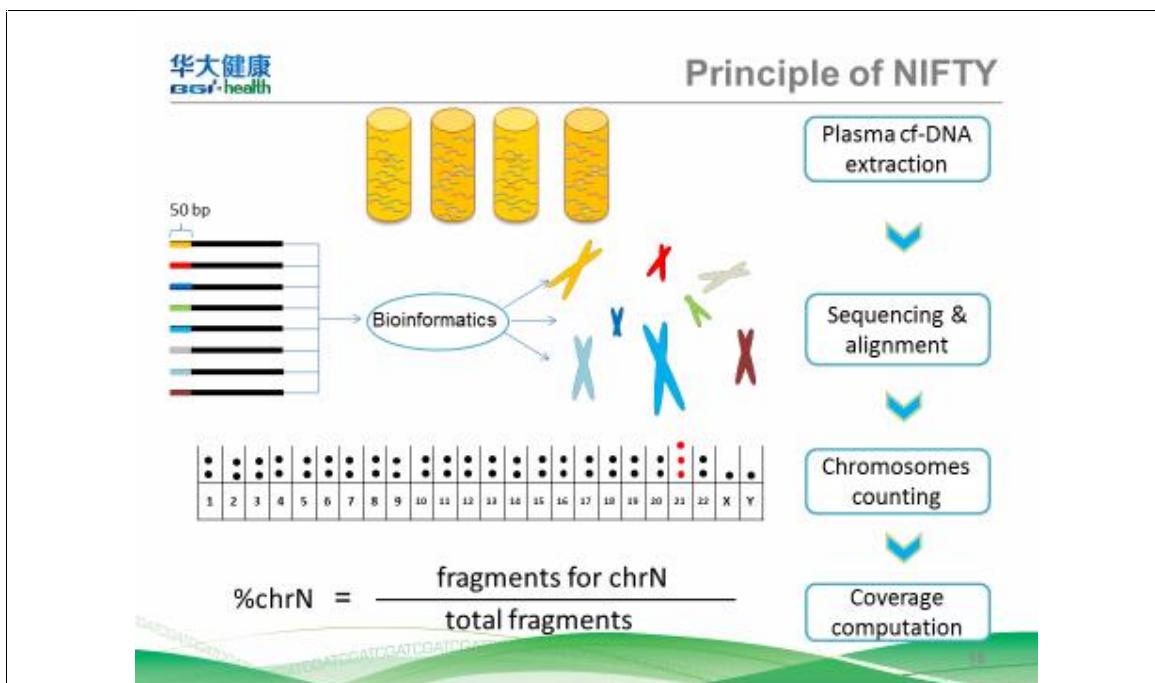 华大健康
BGI·health
Principle of NIFTY
Plasma cf-DNA
extraction
50 bp
Bioinformatics
Sequencing &
alignment
1 2 3 4 5 6 7 8 9 10 11 12 13 14 15 16 17 18 19 20 21 22 X Y
Chromosomes
counting
%chrN = fragments for chrN
total fragments
Coverage
computation